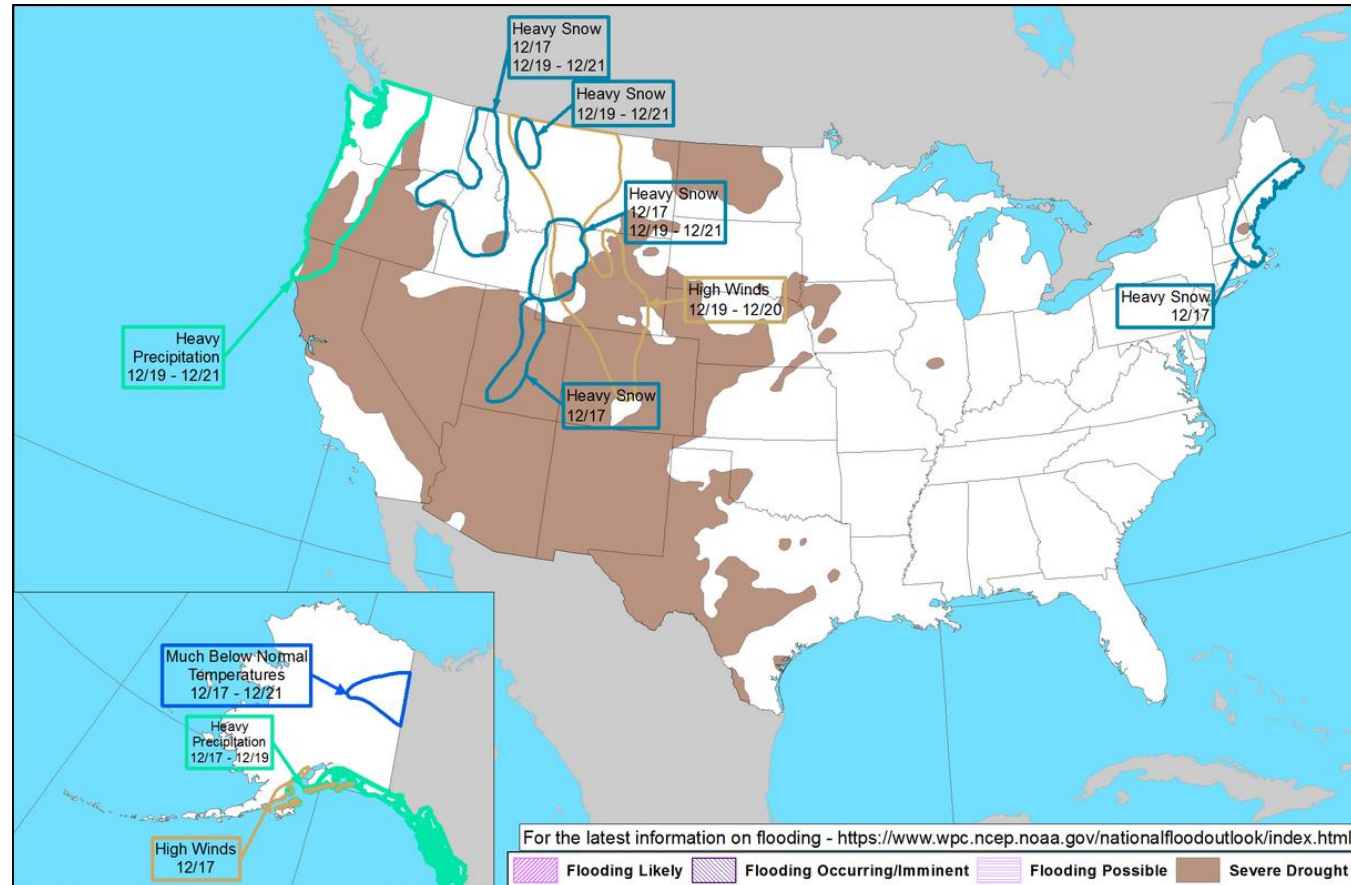 Heavy Snow
12/17
12/19 - 12/21
Heavy Snow
12/19 - 12/21
Heavy Snow
12/17
12/19 - 12/21
High Winds
12/19 - 12/20
Heavy Snow
12/17
Heavy
Precipitation
12/19 - 12/21
Heavy Snow
12/17
Much Below Normal
Temperatures
12/17 - 12/21
Heavy
Precipitation
12/17 - 12/19
High Winds
12/17
For the latest information on flooding - https://www.wpc.ncep.noaa.gov/nationalfloodoutlook/index.html
Flooding Likely Flooding Occurring/Imminent Flooding Possible Severe Drought